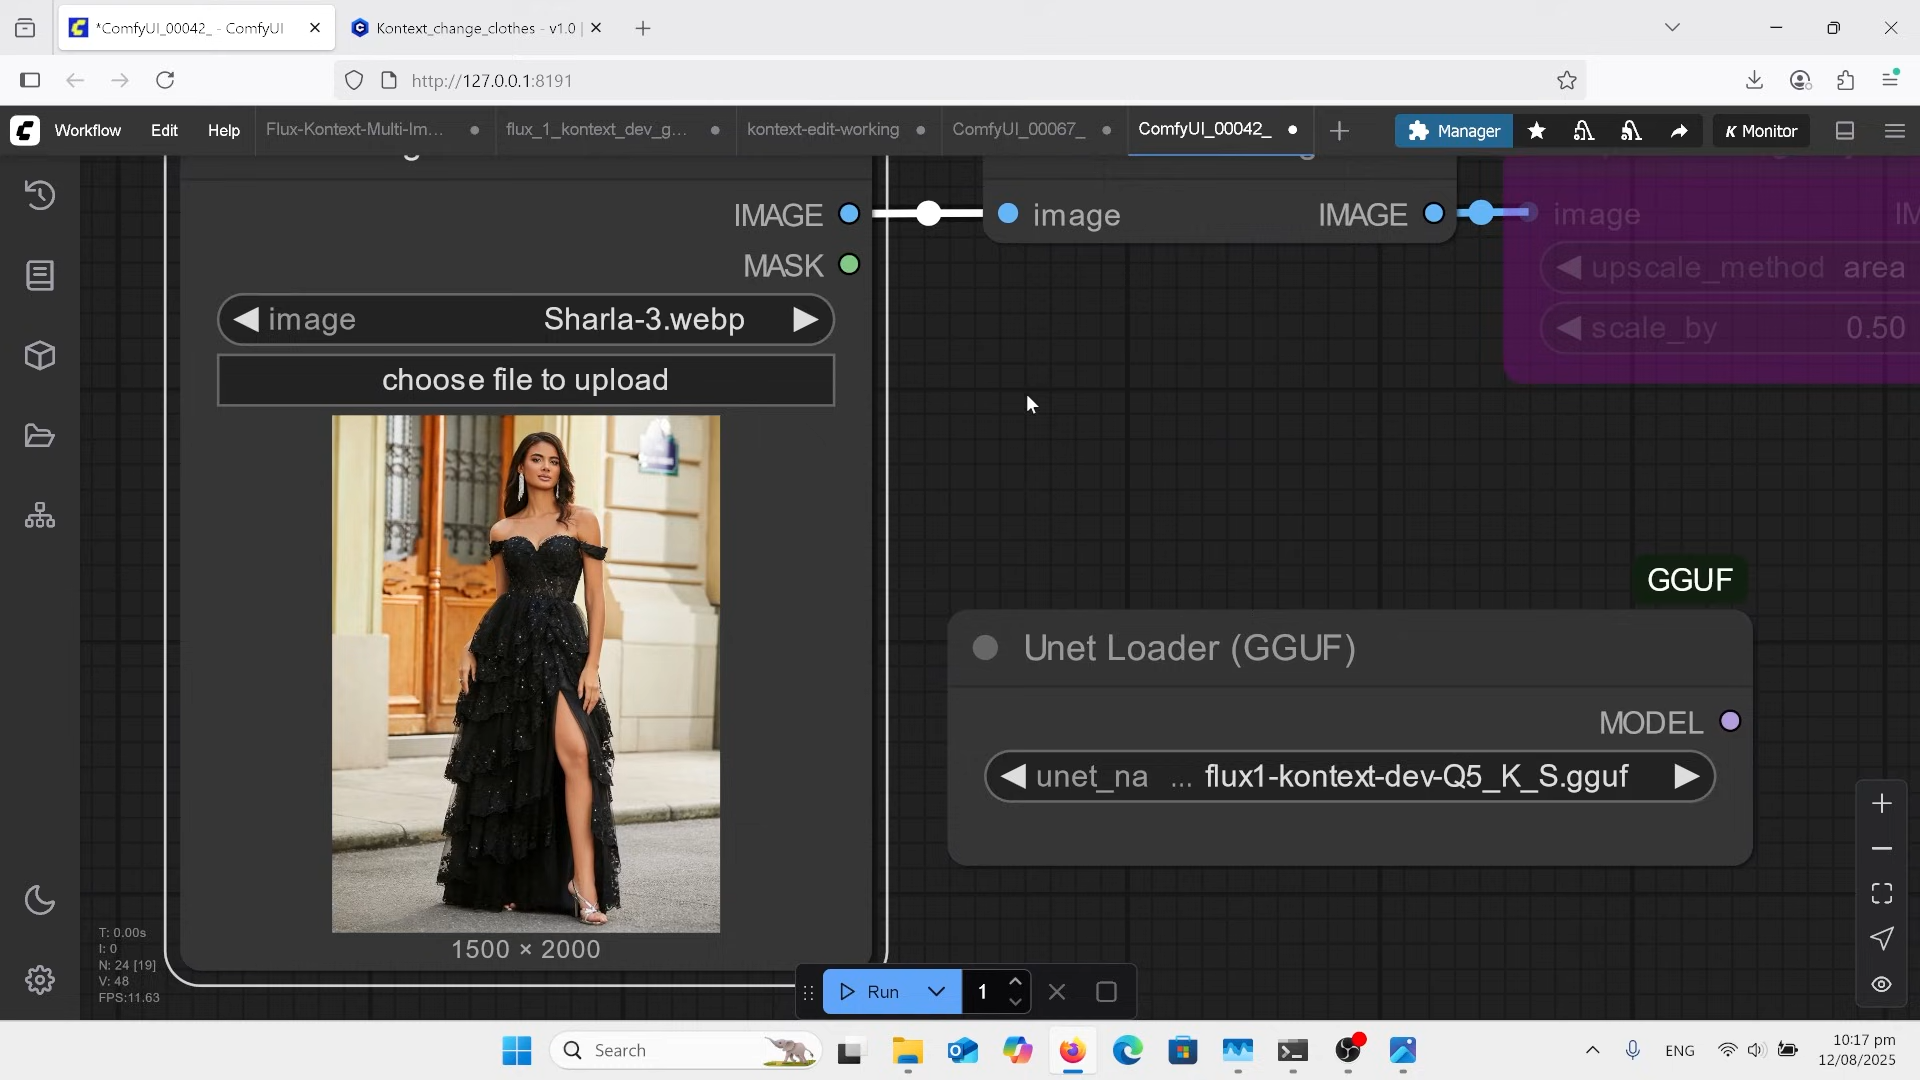 *ComfyUI_00042_ - ComfyUI
Kontext_change_clothes - v1.0 |
http://127.0.0.1:8191
Workflow
Edit
Help
Flux-Kontext-Multi-Im...
flux_1_kontext_dev_g...
kontext-edit-working
ComfyUI_00067_
ComfyUI_00042_
Manager
K Monitor
IMAGE
image
IMAGE
image
MASK
upscale_method area
image Sharla-3.webp
scale_by 0.50
choose file to upload
GGUF
Unet Loader (GGUF)
MODEL
unet_na ... flux1-kontext-dev-Q5_K_S.gguf
1500 × 2000
T: 0.00s
I: 0
N: 24 [19]
V: 48
FPS:11.63
Run
1
Search
ENG
10:17 pm
12/08/2025